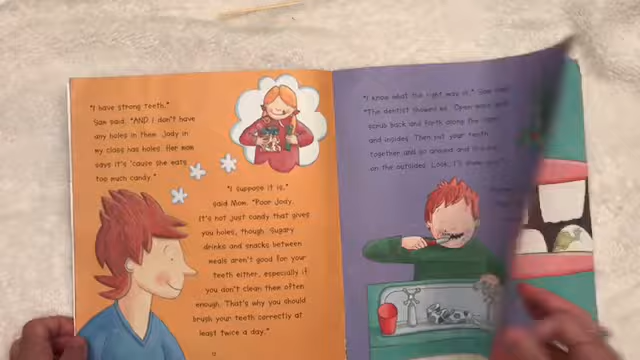 "I have strong teeth,"
Sam said. "AND I don't have
any holes in them. Jody in
my class has holes. Her mom
says it's 'cause she eats
too much candy."
"I suppose it is,"
said Mom. "Poor Jody.
It's not just candy that gives
you holes, though. Sugary
drinks and snacks between
meals aren't good for your
teeth either, especially if
you don't clean them often
enough. That's why you should
brush your teeth correctly at
least twice a day."
"I know what the right way is," Sam
"The dentist showed me. Open wide and
scrub back and forth along the
and insides. Then put your teeth
together and go around and
on the outsides. Look, I'll show